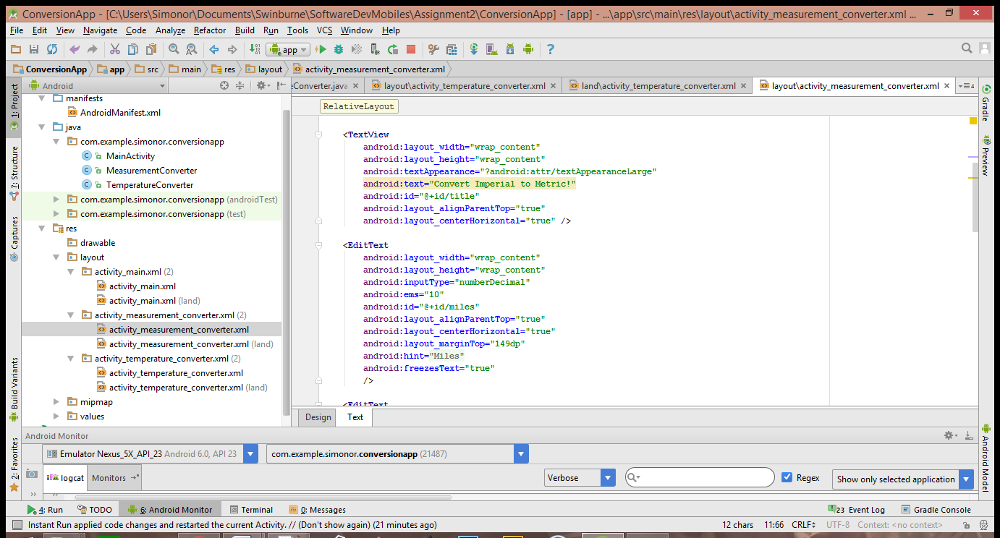 ConversionApp - [C:\Users\Simonor\Documents\Swinburne\SoftwareDevMobiles\Assignment2\ConversionApp] - [app] - ...\app\src\main\res\layout\activity_measurement_converter.xml ...
File Edit View Navigate Code Analyze Refactor Build Run Tools VCS Window Help
app
ConversionApp app src main res layout activity_measurement_converter.xml
Android
eConverter.java layout\activity_temperature_converter.xml land\activity_temperature_converter.xml layout\activity_measurement_converter.xml 4
1: Project
7: Structure
Captures
Build Variants
2: Favorites
manifests
AndroidManifest.xml
java
com.example.simonor.conversionapp
MainActivity
MeasurementConverter
TemperatureConverter
com.example.simonor.conversionapp (androidTest)
com.example.simonor.conversionapp (test)
res
drawable
layout
activity_main.xml (2)
activity_main.xml
activity_main.xml (land)
activity_measurement_converter.xml (2)
activity_measurement_converter.xml
activity_measurement_converter.xml (land)
activity_temperature_converter.xml (2)
activity_temperature_converter.xml
activity_temperature_converter.xml (land)
mipmap
values
RelativeLayout
<TextView
android:layout_width="wrap_content"
android:layout_height="wrap_content"
android:textAppearance="?android:attr/textAppearanceLarge"
android:text="Convert Imperial to Metric!"
android:id="@+id/title"
android:layout_alignParentTop="true"
android:layout_centerHorizontal="true" />
<EditText
android:layout_width="wrap_content"
android:layout_height="wrap_content"
android:inputType="numberDecimal"
android:ems="10"
android:id="@+id/miles"
android:layout_alignParentTop="true"
android:layout_centerHorizontal="true"
android:layout_marginTop="149dp"
android:hint="Miles"
android:freezesText="true"
/>
<EditText
Design Text
Gradle
Preview
Android Model
Android Monitor
Emulator Nexus_5X_API_23 Android 6.0, API 23
com.example.simonor.conversionapp (21487)
logcat Monitors
Verbose
Regex
Show only selected application
4: Run TODO 6: Android Monitor Terminal 0: Messages 23 Event Log Gradle Console
Instant Run applied code changes and restarted the current Activity. // (Don't show again) (21 minutes ago) 12 chars 11:66 CRLF UTF-8 Context: <no context>